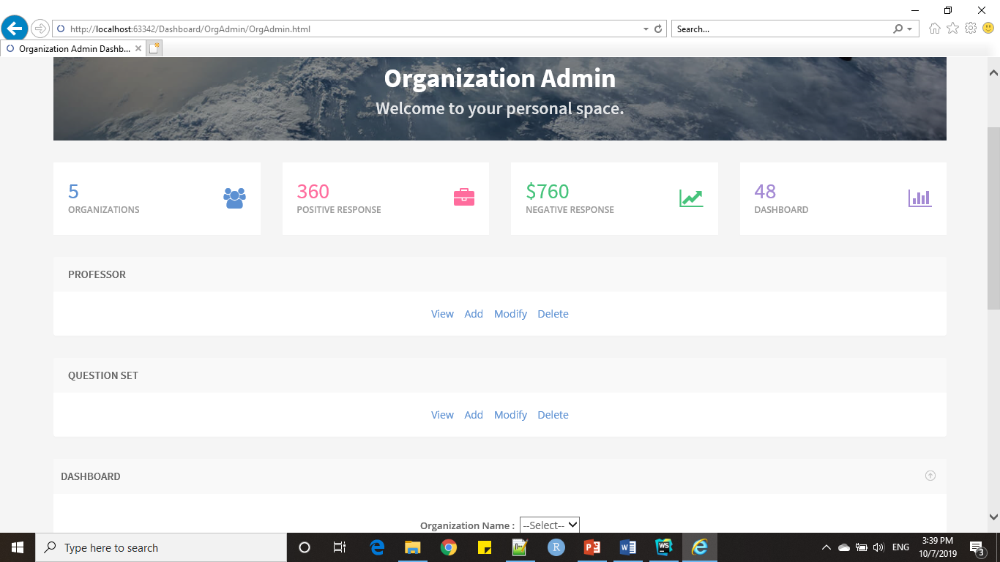 http://localhost:63342/Dashboard/OrgAdmin/OrgAdmin.html
Search...
Organization Admin Dashb...
Organization Admin
Welcome to your personal space.
5
ORGANIZATIONS
360
POSITIVE RESPONSE
$760
NEGATIVE RESPONSE
48
DASHBOARD
PROFESSOR
View Add Modify Delete
QUESTION SET
View Add Modify Delete
DASHBOARD
Organization Name : --Select--
Type here to search
ENG
3:39 PM
10/7/2019
3